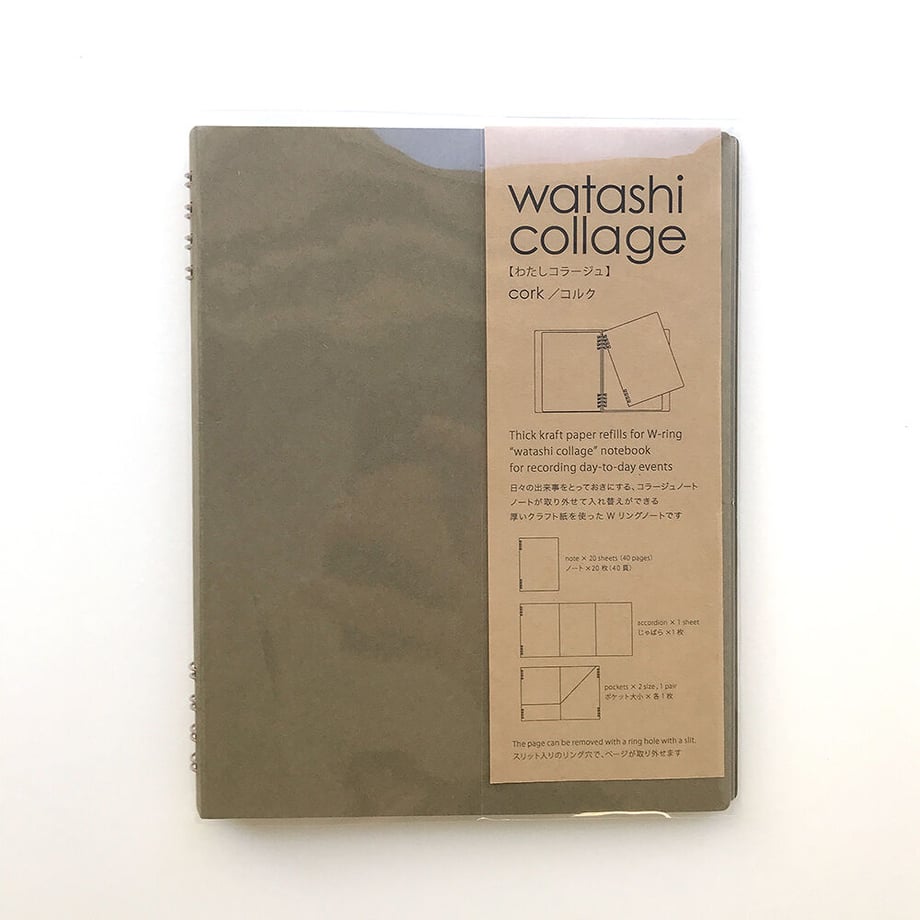 watashi
collage
【わたしコラージュ】
cork／コルク
Thick kraft paper refills for W-ring
“watashi collage” notebook
for recording day-to-day events
日々の出来事をとっておきにする、コラージュノート
ノートが取り外せて入れ替えができる
厚いクラフト紙を使った W リングノートです
note × 20 sheets (40 pages)
ノート×20枚（40頁）
accordion × 1 sheet
じゃばら ×1枚
pockets × 2 size, 1 pair
ポケット大小 × 各1枚
The page can be removed with a ring hole with a slit.
スリット入りのリング穴で、ページが取り外せます